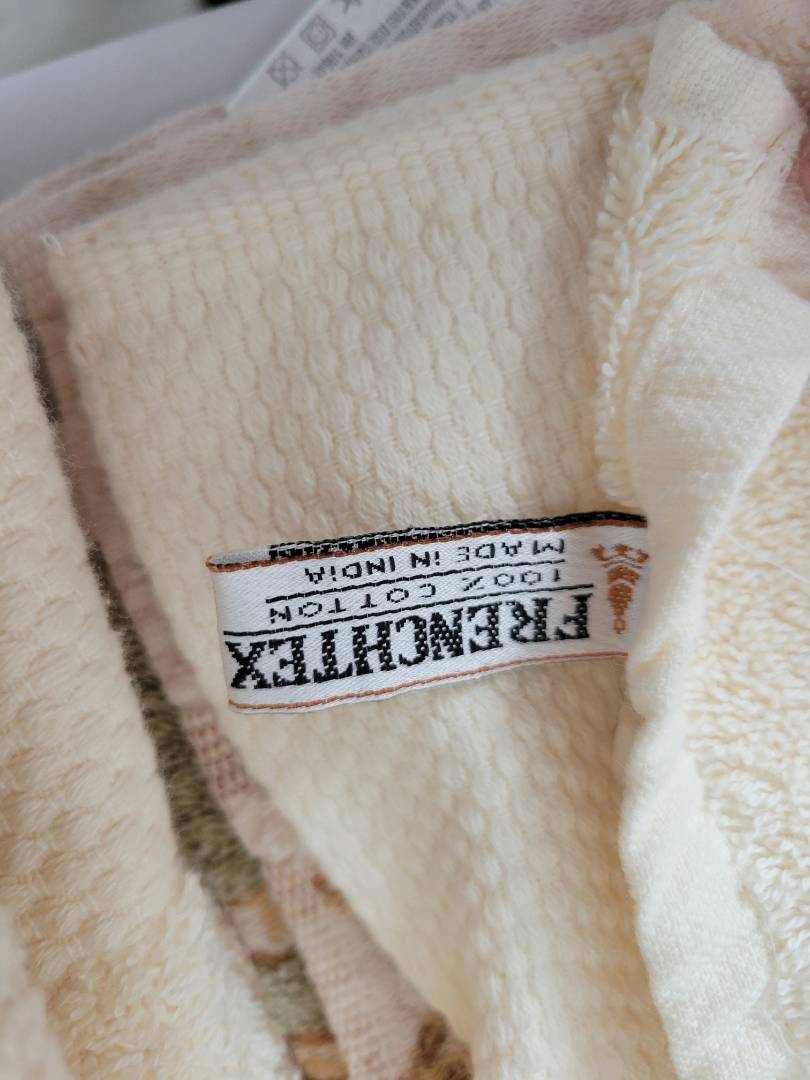 FRENCHTEX
100% COTTON
MADE iN INDiA